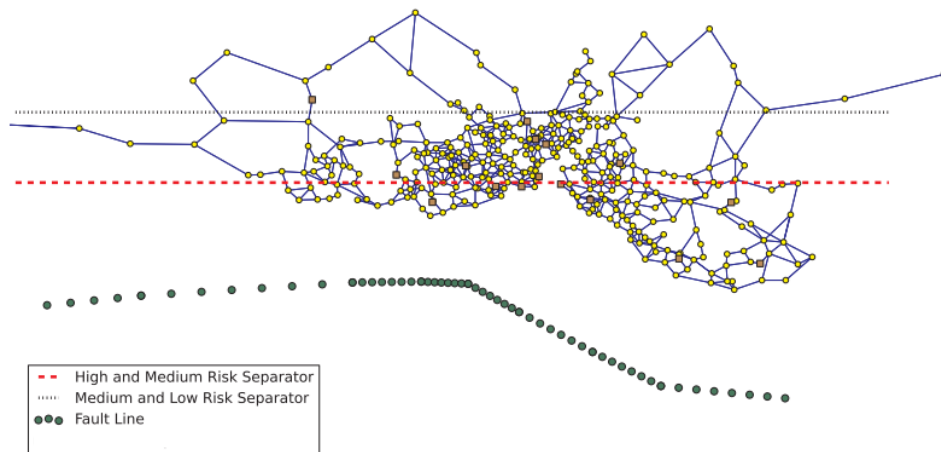 High and Medium Risk Separator
Medium and Low Risk Separator
Fault Line